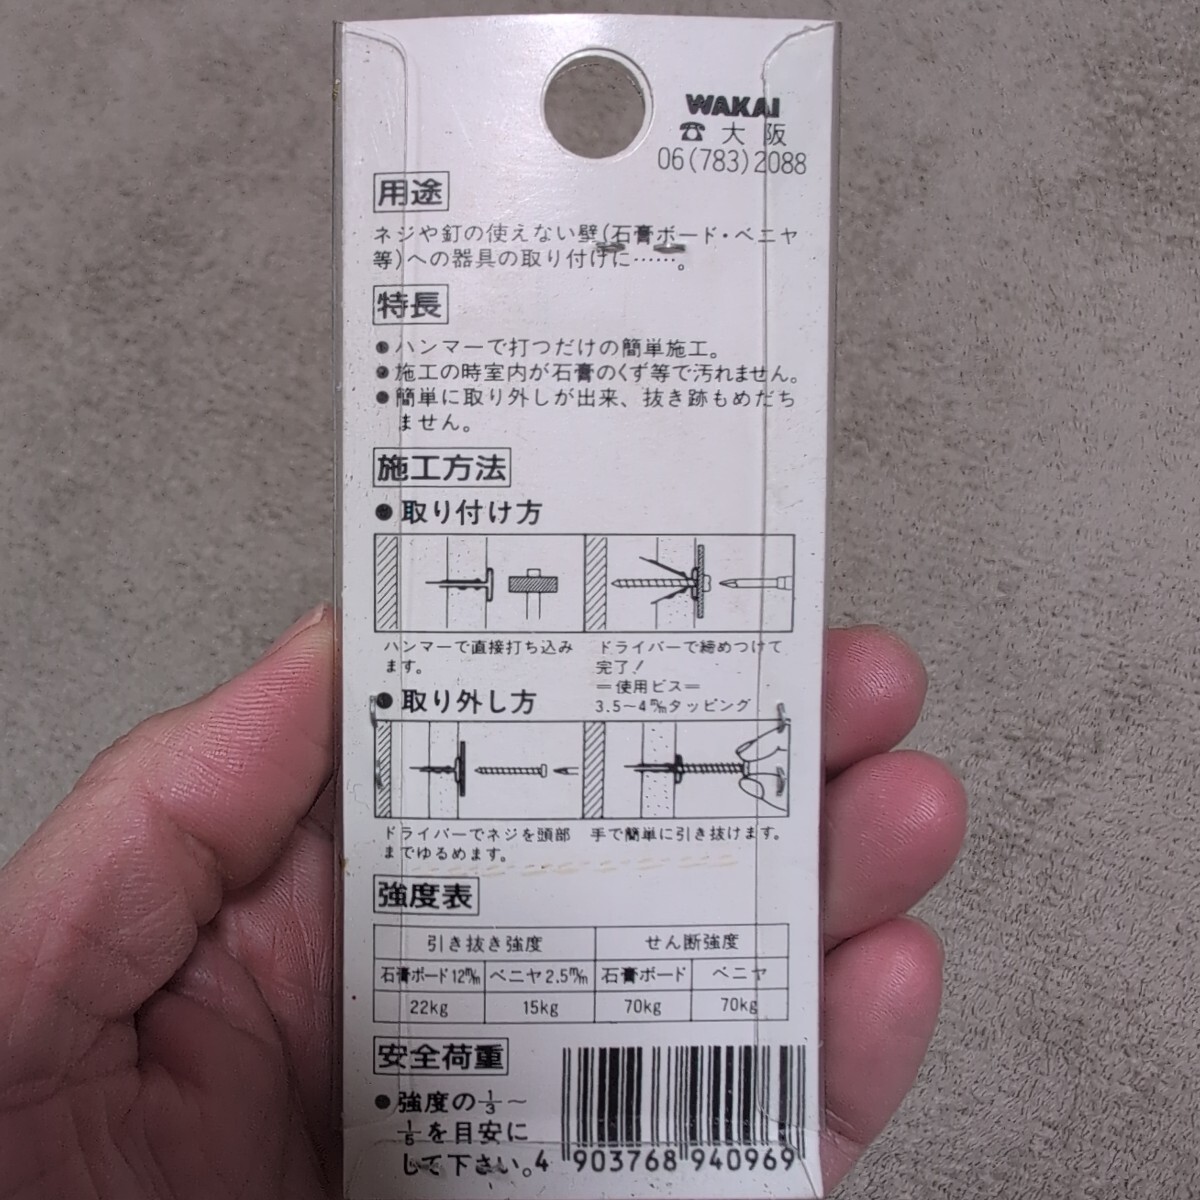 WAKAI
☎ 大阪
06(783)2088
用途
ネジや釘の使えない壁(石膏ボード・ベニヤ
等)への器具の取り付けに……。
特長
●ハンマーで打つだけの簡単施工。
●施工の時室内が石膏のくず等で汚れません。
●簡単に取り外しが出来、抜き跡もめだち
ません。
施工方法
●取り付け方
ハンマーで直接打ち込み
ます。
ドライバーで締めつけて
完了!
=使用ビス=
3.5〜4m/mタッピング
●取り外し方
ドライバーでネジを頭部
までゆるめます。
手で簡単に引き抜けます。
強度表
引き抜き強度 せん断強度
石膏ボード12m/m ベニヤ2.5m/m 石膏ボード ベニヤ
22kg 15kg 70kg 70kg
安全荷重
●強度の1/3〜
1/5を目安に
して下さい。
4 903768 940969